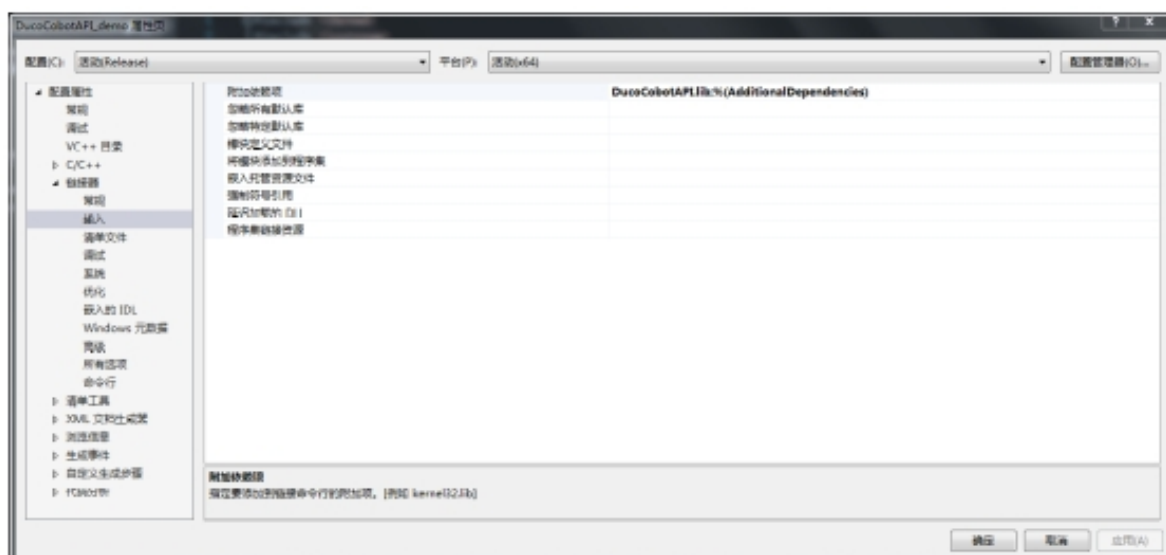 DucoCobotAPI_demo 属性页
配置(C): 活动(Release) 平台(P): 活动(x64) 配置管理器(O)...
配置属性
常规
调试
VC++ 目录
C/C++
链接器
常规
输入
清单文件
调试
系统
优化
嵌入的 IDL
Windows 元数据
高级
所有选项
命令行
清单工具
XML 文档生成器
浏览信息
生成事件
自定义生成步骤
代码分析
附加依赖项 DucoCobotAPI.lib;%(AdditionalDependencies)
忽略所有默认库
忽略特定默认库
模块定义文件
将模块添加到程序集
嵌入托管资源文件
强制符号引用
延迟加载的 DLL
程序集链接资源
附加依赖项
指定要添加到链接命令行的附加项。[例如 kernel32.lib]
确定 取消 应用(A)